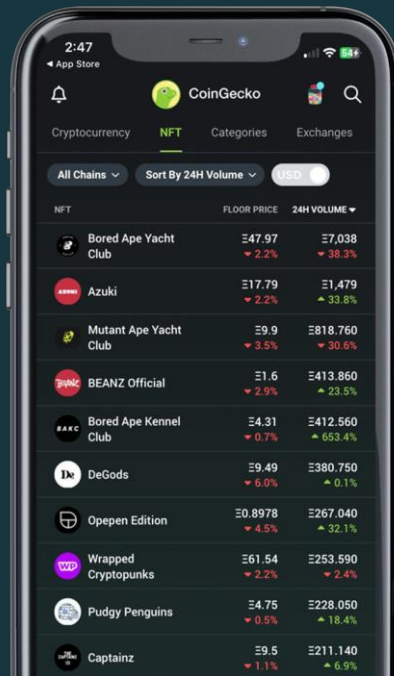 2:47
54
◀ App Store
CoinGecko
Cryptocurrency NFT Categories Exchanges
All Chains Sort By 24H Volume USD
NFT FLOOR PRICE 24H VOLUME ▼
Bored Ape Yacht Club Ξ47.97 Ξ7,038
▼ 2.2% ▼ 38.3%
AZUKI Azuki Ξ17.79 Ξ1,479
▼ 2.2% ▲ 33.8%
Mutant Ape Yacht Club Ξ9.9 Ξ818.760
▼ 3.5% ▼ 30.6%
BEANZ BEANZ Official Ξ1.6 Ξ413.860
▼ 2.9% ▲ 23.5%
BAKC Bored Ape Kennel Club Ξ4.31 Ξ412.560
▼ 0.7% ▲ 653.4%
De DeGods Ξ9.49 Ξ380.750
▼ 6.0% ▲ 0.1%
Opepen Edition Ξ0.8978 Ξ267.040
▼ 4.5% ▲ 32.1%
WP Wrapped Cryptopunks Ξ61.54 Ξ253.590
▼ 2.2% ▼ 2.4%
Pudgy Penguins Ξ4.75 Ξ228.050
▼ 0.5% ▲ 18.4%
THE CAPTAINZ Captainz Ξ9.5 Ξ211.140
▼ 1.1% ▲ 6.9%